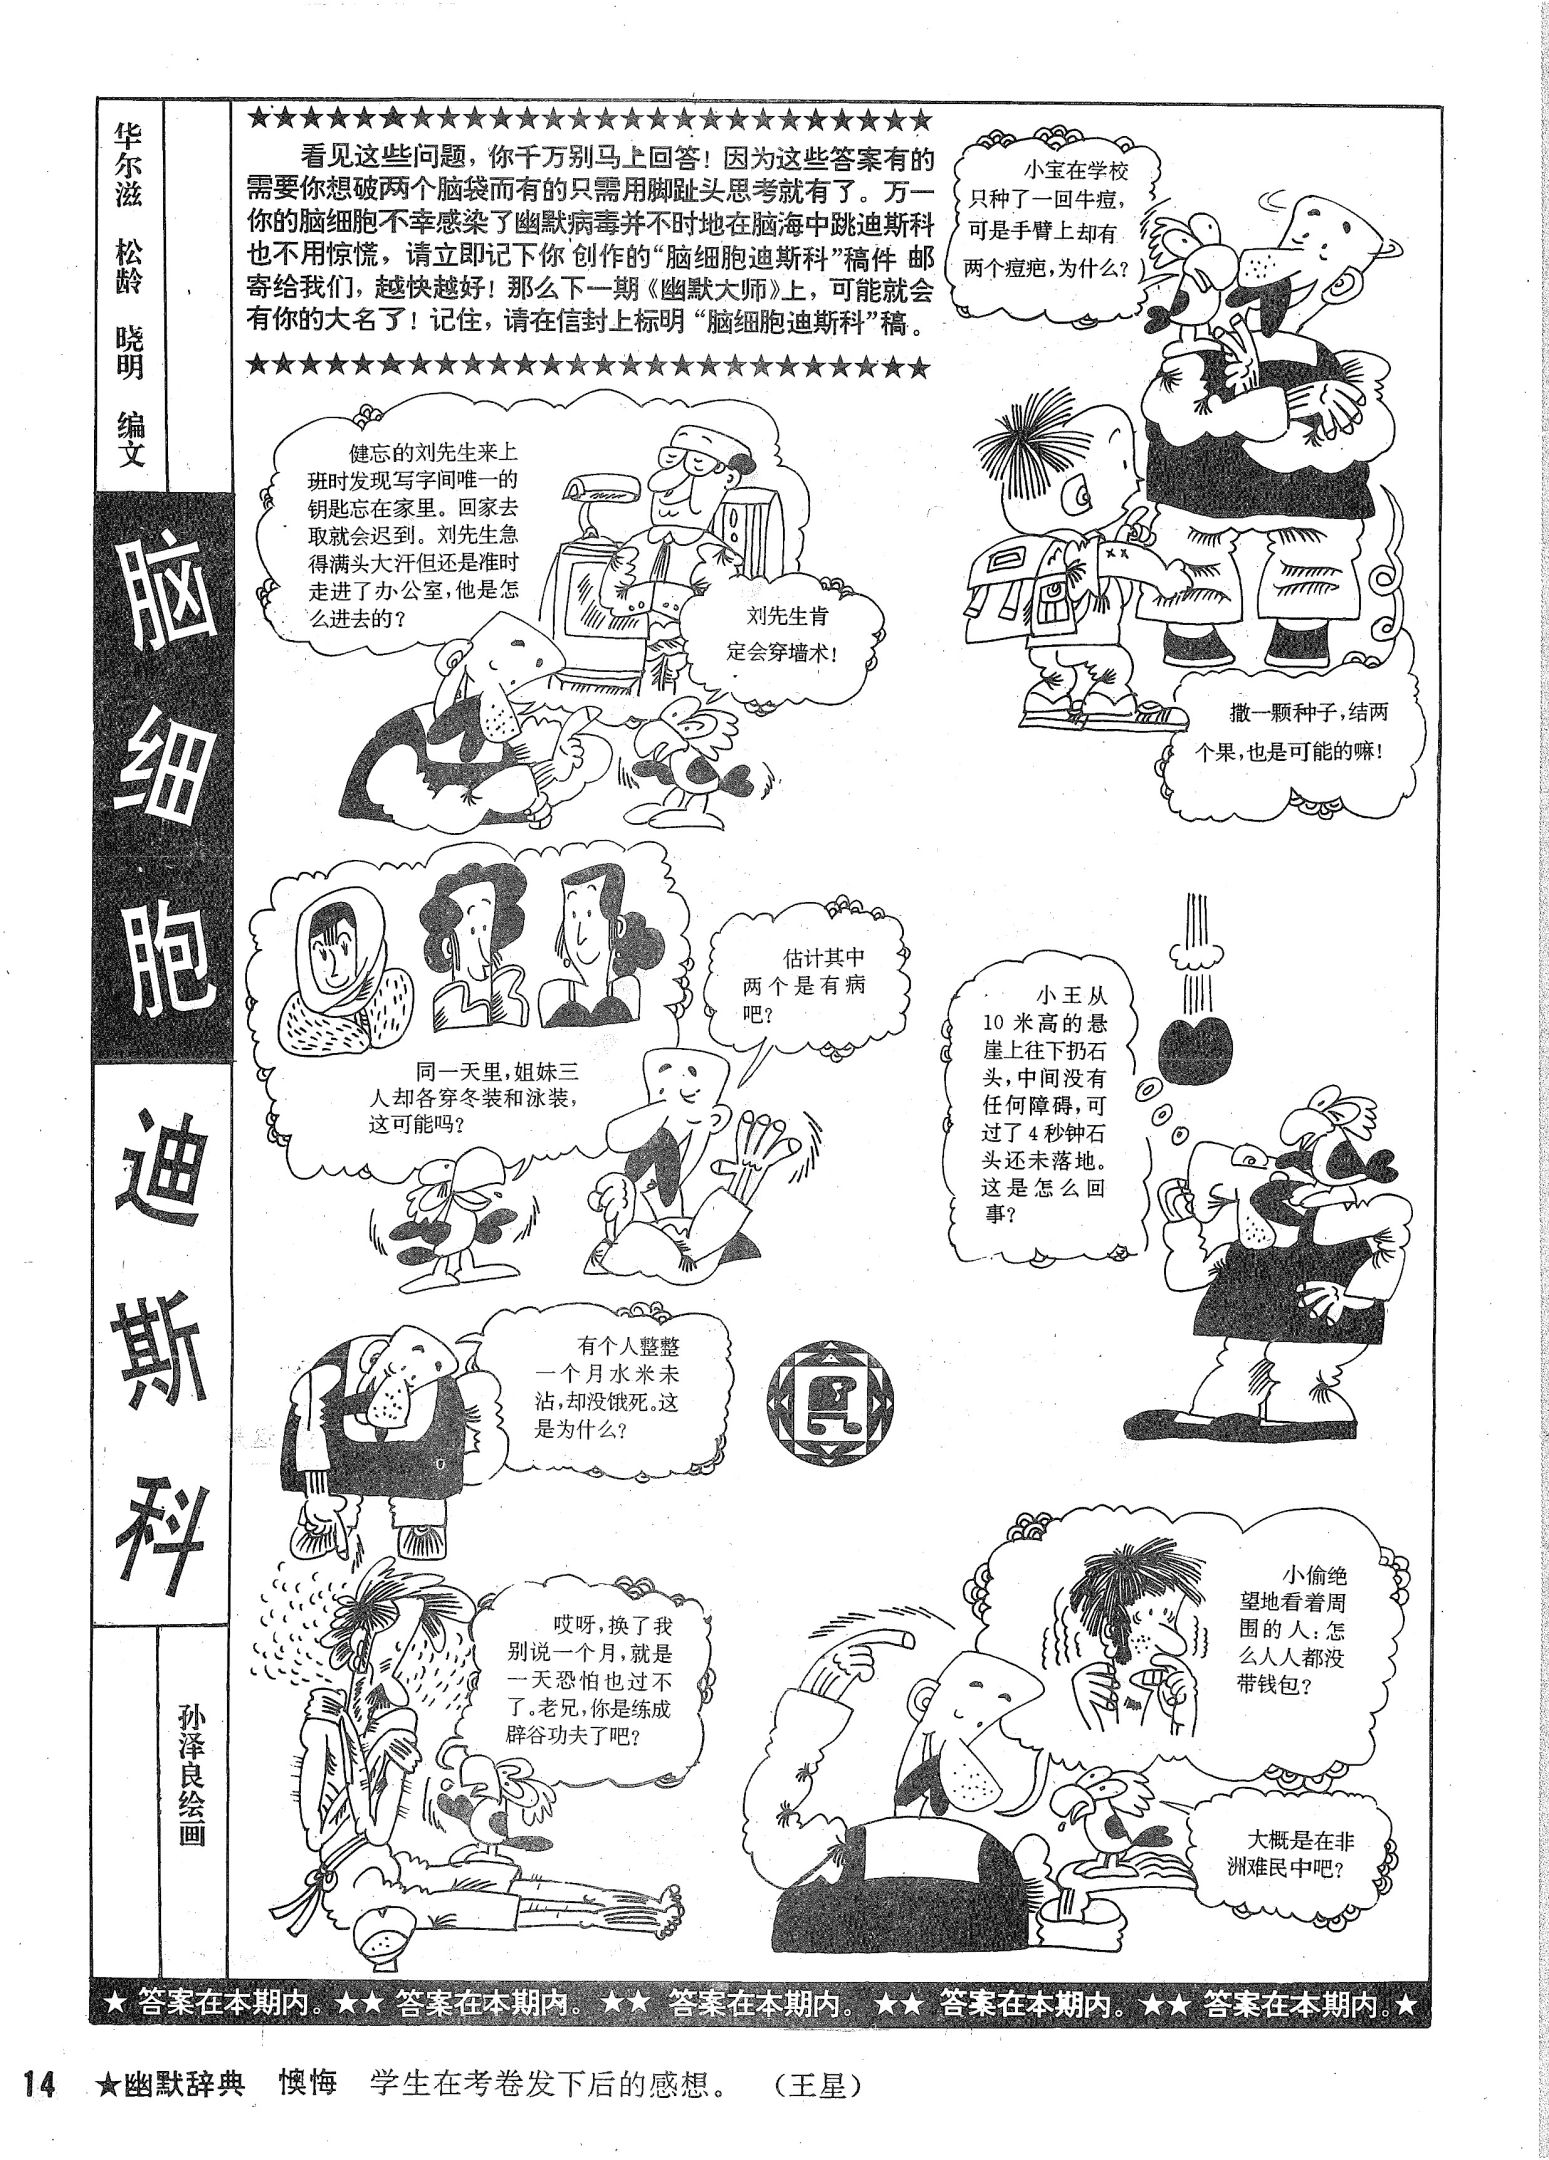 华尔滋 松龄 晓明 编文
脑细胞迪斯科
孙泽良绘画
看见这些问题，你千万别马上回答！因为这些答案有的
需要你想破两个脑袋而有的只需用脚趾头思考就有了。万一
你的脑细胞不幸感染了幽默病毒并不时地在脑海中跳迪斯科
也不用惊慌，请立即记下你创作的“脑细胞迪斯科”稿件 邮
寄给我们，越快越好！那么下一期《幽默大师》上，可能就会
有你的大名了！记住，请在信封上标明“脑细胞迪斯科”稿。
小宝在学校
只种了一回牛痘，
可是手臂上却有
两个痘疤，为什么？
撒一颗种子，结两
个果，也是可能的嘛！
健忘的刘先生来上
班时发现写字间唯一的
钥匙忘在家里。回家去
取就会迟到。刘先生急
得满头大汗但还是准时
走进了办公室，他是怎
么进去的？
刘先生肯
定会穿墙术！
同一天里，姐妹三
人却各穿冬装和泳装，
这可能吗？
估计其中
两个是有病
吧？
小王从
10米高的悬
崖上往下扔石
头，中间没有
任何障碍，可
过了4秒钟石
头还未落地。
这是怎么回
事？
有个人整整
一个月水米未
沾，却没饿死。这
是为什么？
哎呀，换了我
别说一个月，就是
一天恐怕也过不
了。老兄，你是练成
辟谷功夫了吧？
小偷绝
望地看着周
围的人：怎
么人人都没
带钱包？
大概是在非
洲难民中吧？
★答案在本期内。★★答案在本期内。★★答案在本期内。★★答案在本期内。★★答案在本期内。★
14 ★幽默辞典 懊悔 学生在考卷发下后的感想。 （王星）